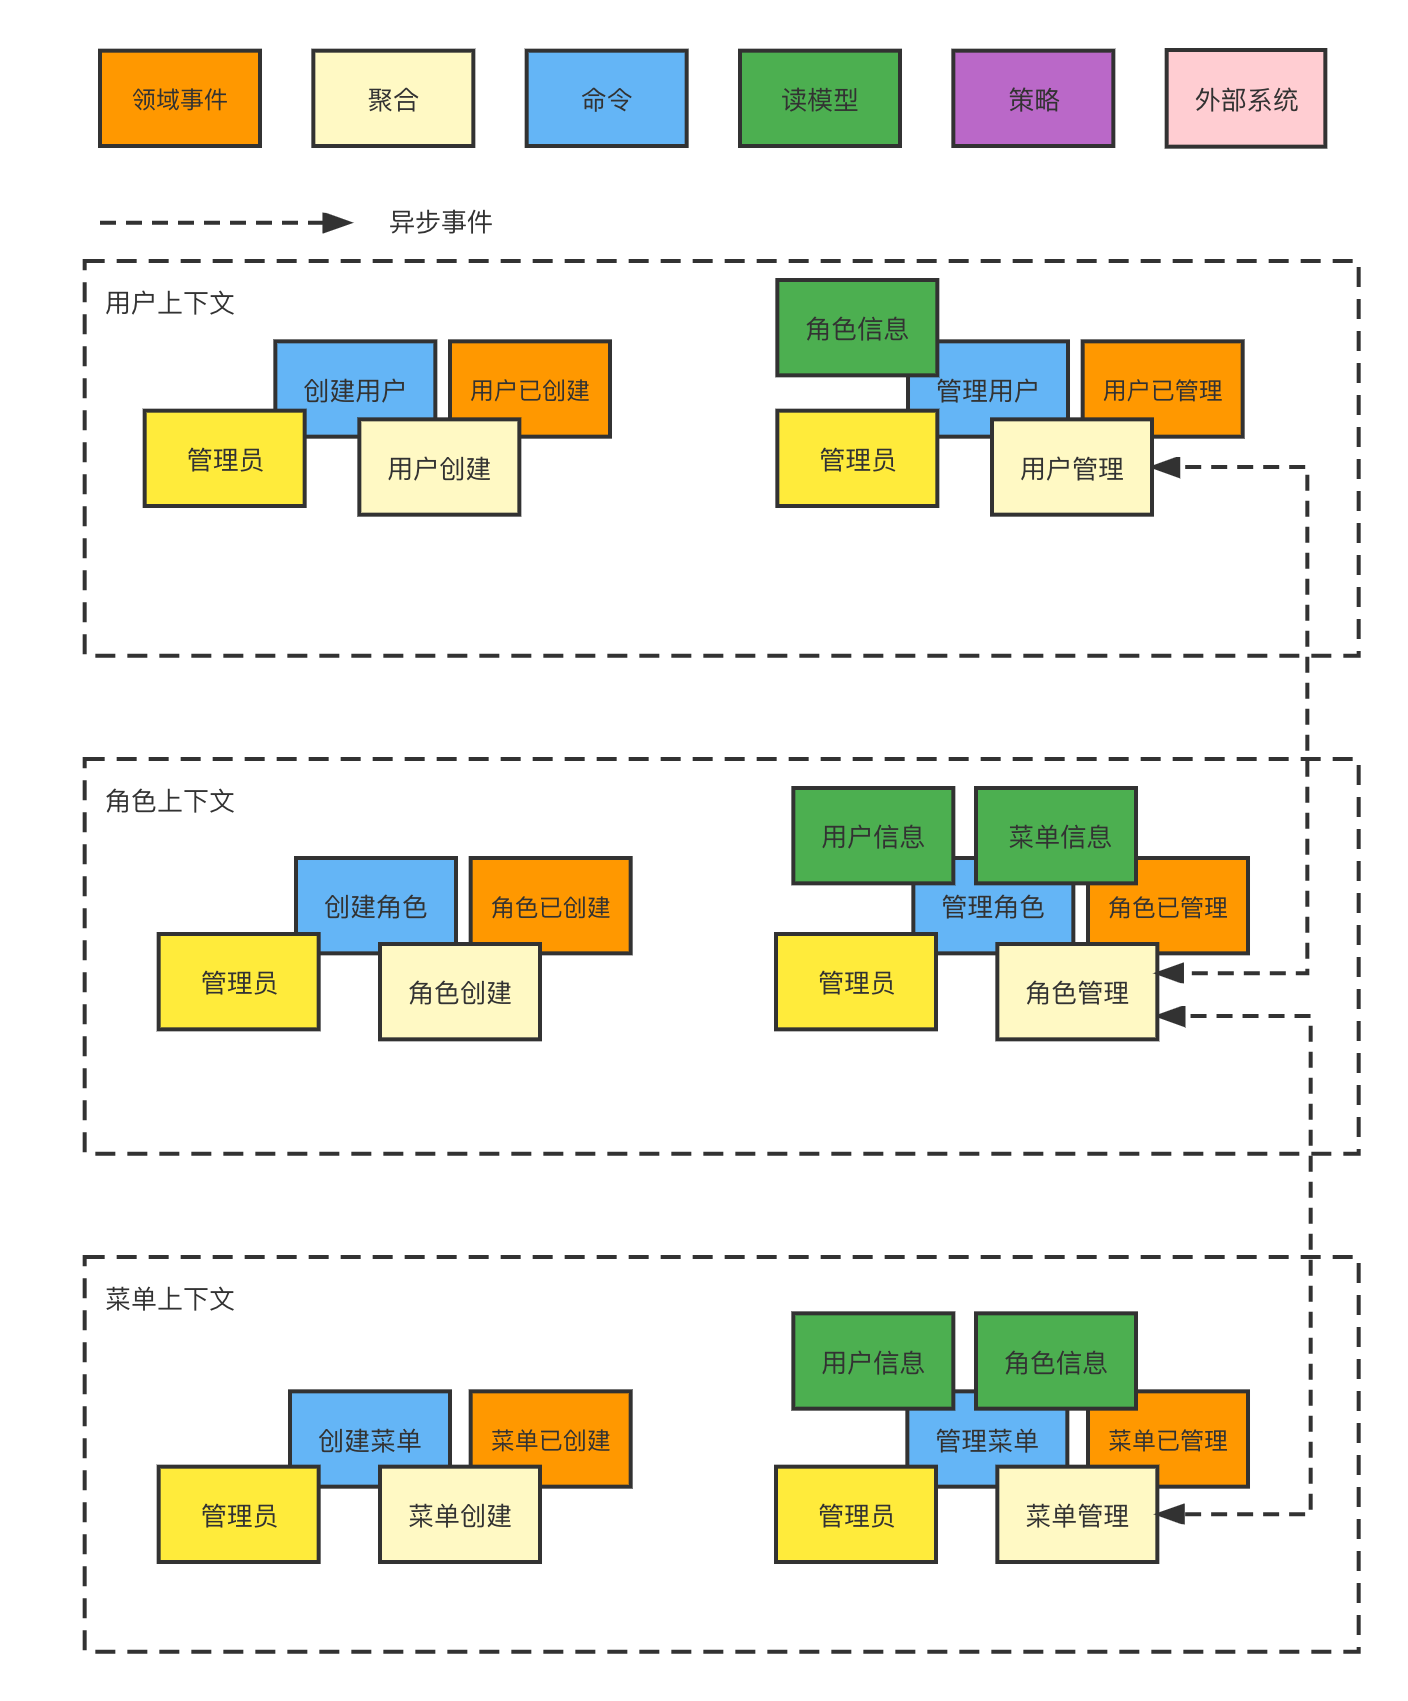 领域事件
聚合
命令
读模型
策略
外部系统
异步事件
用户上下文
创建用户
用户已创建
管理员
用户创建
角色信息
管理用户
用户已管理
管理员
用户管理
角色上下文
创建角色
角色已创建
管理员
角色创建
用户信息
菜单信息
管理角色
角色已管理
管理员
角色管理
菜单上下文
创建菜单
菜单已创建
管理员
菜单创建
用户信息
角色信息
管理菜单
菜单已管理
管理员
菜单管理